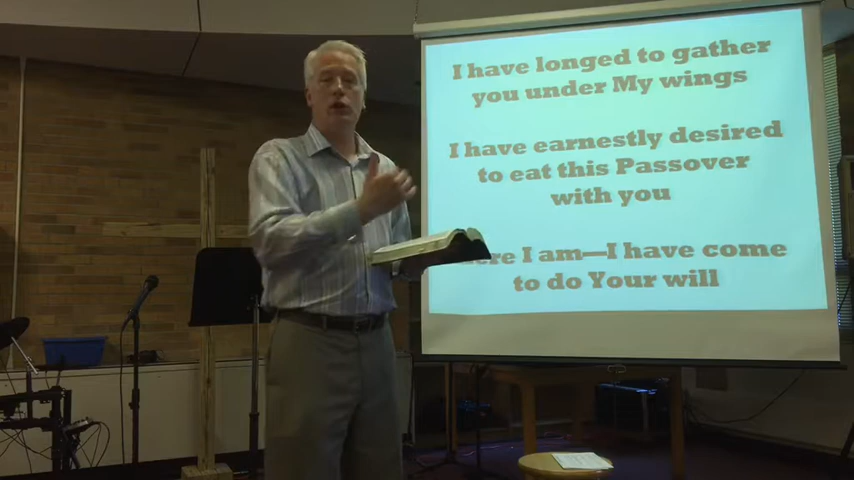 I have longed to gather
you under My wings
I have earnestly desired
to eat this Passover
with you
I am—I have come
to do Your will